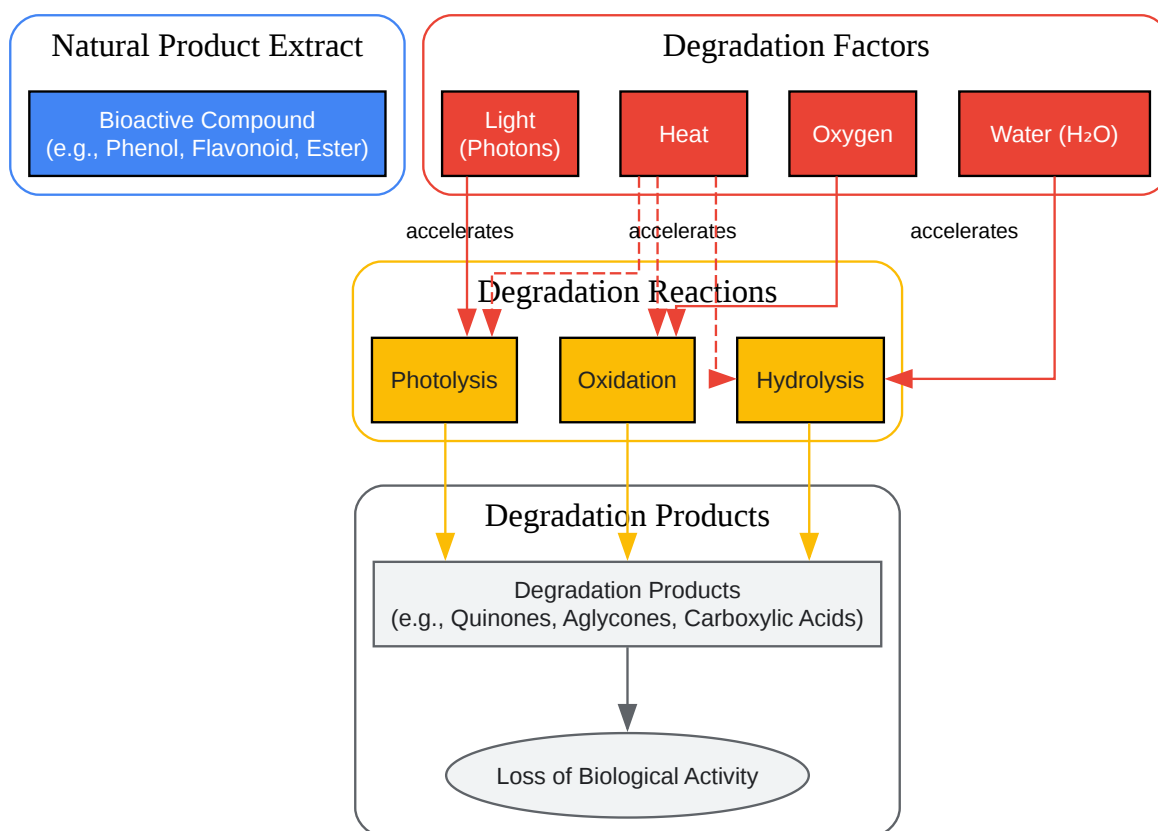 Natural Product Extract
Bioactive Compound
(e.g., Phenol, Flavonoid, Ester)
Degradation Factors
Light
(Photons)
Heat
Oxygen
Water (H₂O)
accelerates
accelerates
accelerates
Degradation Reactions
Photolysis
Oxidation
Hydrolysis
Degradation Products
Degradation Products
(e.g., Quinones, Aglycones, Carboxylic Acids)
Loss of Biological Activity